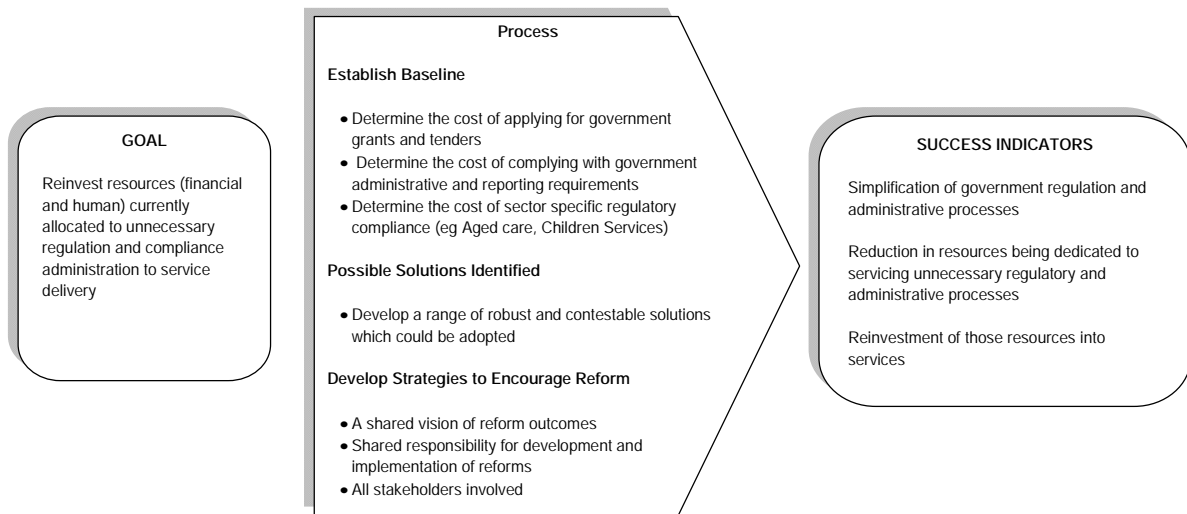 GOAL
Reinvest resources (financial
and human) currently
allocated to unnecessary
regulation and compliance
administration to service
delivery
Process
Establish Baseline
• Determine the cost of applying for government
grants and tenders
• Determine the cost of complying with government
administrative and reporting requirements
• Determine the cost of sector specific regulatory
compliance (eg Aged care, Children Services)
Possible Solutions Identified
• Develop a range of robust and contestable solutions
which could be adopted
Develop Strategies to Encourage Reform
• A shared vision of reform outcomes
• Shared responsibility for development and
implementation of reforms
• All stakeholders involved
SUCCESS INDICATORS
Simplification of government regulation and
administrative processes
Reduction in resources being dedicated to
servicing unnecessary regulatory and
administrative processes
Reinvestment of those resources into
services